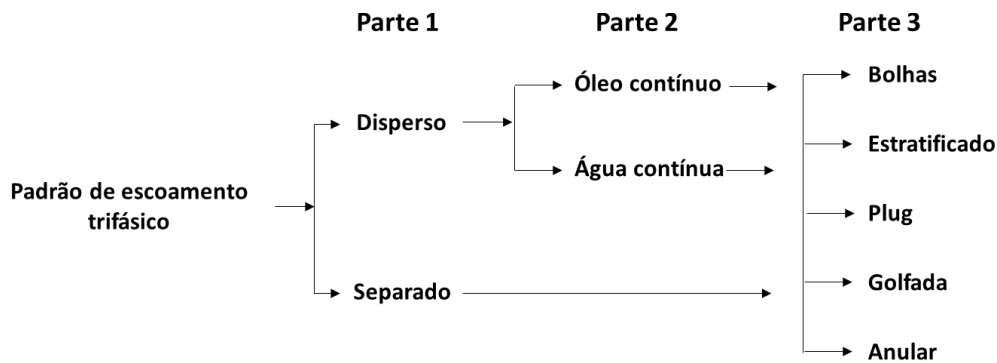 Parte 1
Parte 2
Parte 3
Padrão de escoamento
trifásico
Disperso
Separado
Óleo contínuo
Água contínua
Bolhas
Estratificado
Plug
Golfada
Anular